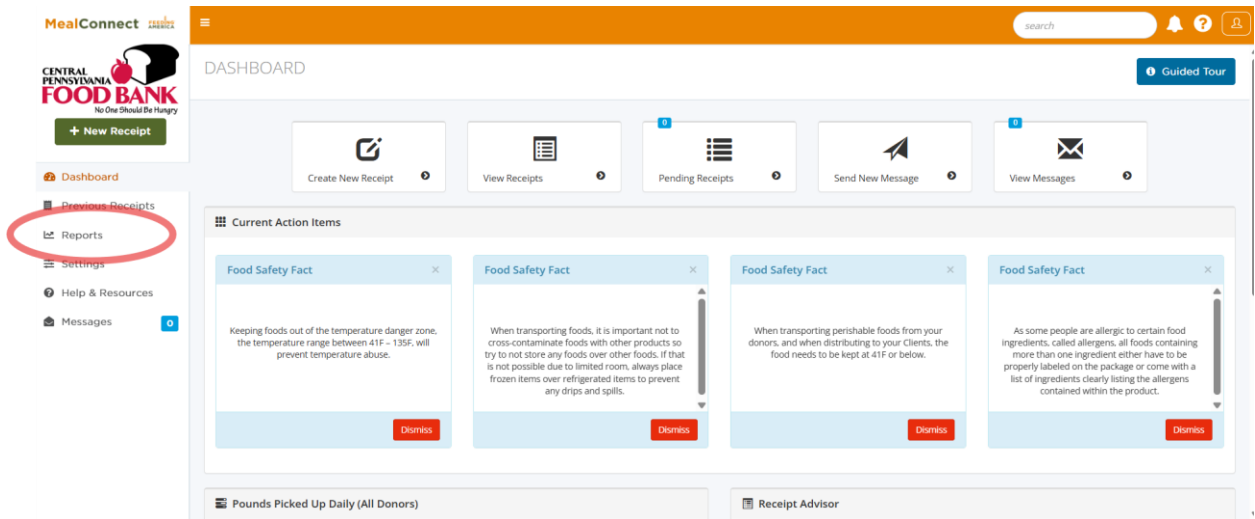 MealConnect FEEDING AMERICA
search
CENTRAL
PENNSYLVANIA
FOOD BANK
No One Should Be Hungry
+ New Receipt
Dashboard
Previous Receipts
Reports
Settings
Help & Resources
Messages 0
DASHBOARD
Guided Tour
Create New Receipt
View Receipts
0
Pending Receipts
Send New Message
0
View Messages
Current Action Items
Food Safety Fact ×
Keeping foods out of the temperature danger zone,
the temperature range between 41F – 135F, will
prevent temperature abuse.
Dismiss
Food Safety Fact ×
When transporting foods, it is important not to
cross-contaminate foods with other products so
try to not store any foods over other foods. If that
is not possible due to limited room, always place
frozen items over refrigerated items to prevent
any drips and spills.
Dismiss
Food Safety Fact ×
When transporting perishable foods from your
donors, and when distributing to your Clients, the
food needs to be kept at 41F or below.
Dismiss
Food Safety Fact ×
As some people are allergic to certain food
ingredients, called allergens, all foods containing
more than one ingredient either have to be
properly labeled on the package or come with a
list of ingredients clearly listing the allergens
contained within the product.
Dismiss
Pounds Picked Up Daily (All Donors)
Receipt Advisor